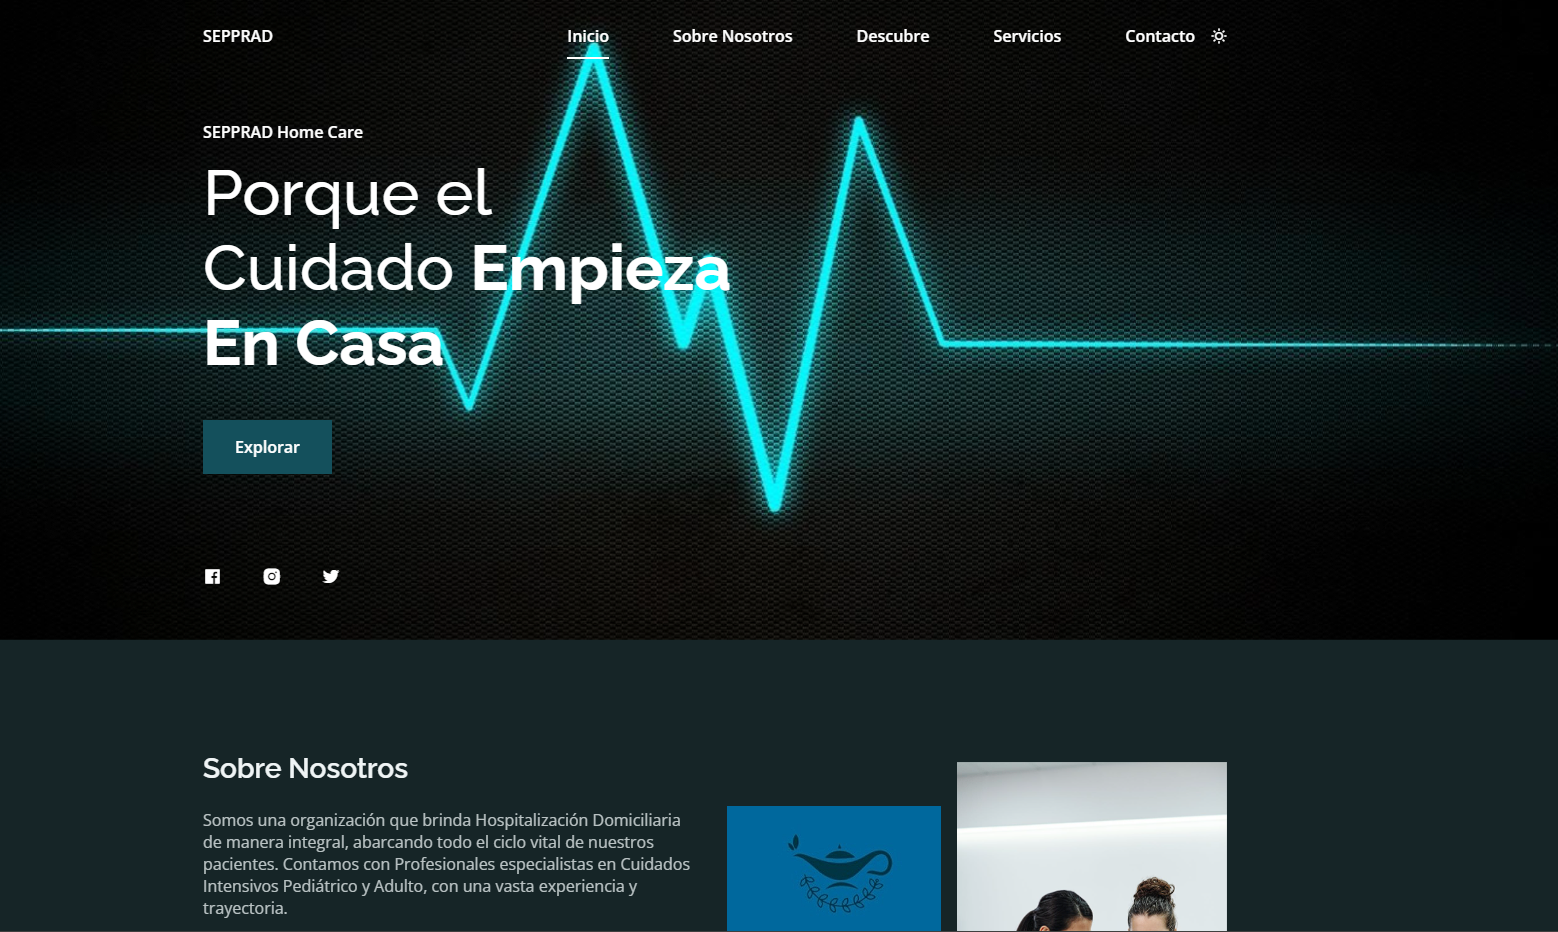 SEPPRAD
Inicio
Sobre Nosotros
Descubre
Servicios
Contacto
SEPPRAD Home Care
Porque el
Cuidado Empieza
En Casa
Explorar
Sobre Nosotros
Somos una organización que brinda Hospitalización Domiciliaria
de manera integral, abarcando todo el ciclo vital de nuestros
pacientes. Contamos con Profesionales especialistas en Cuidados
Intensivos Pediátrico y Adulto, con una vasta experiencia y
trayectoria.